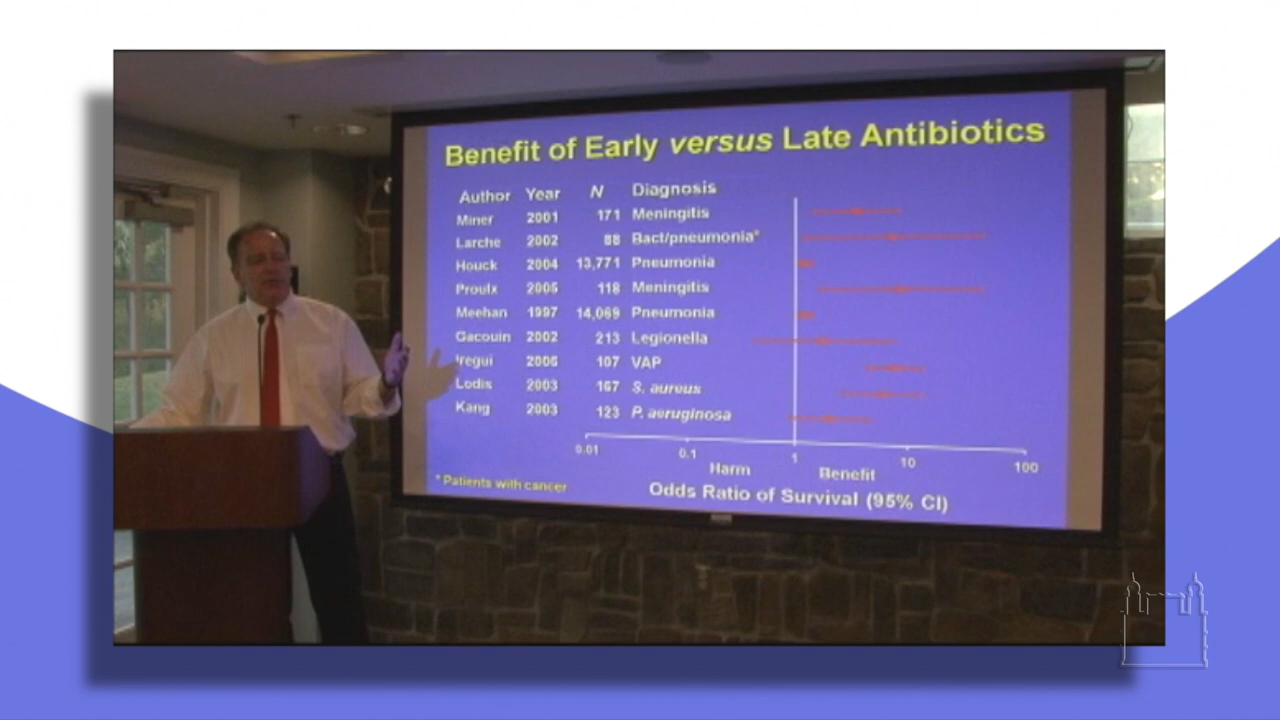 Benefit of Early versus Late Antibiotics
Author Year N Diagnosis
Miner 2001 171 Meningitis
Larche 2002 88 Bact/pneumonia*
Houck 2004 13,771 Pneumonia
Proulx 2005 118 Meningitis
Meehan 1997 14,069 Pneumonia
Gacouin 2002 213 Legionella
Iregui 2006 107 VAP
Lodis 2003 167 S. aureus
Kang 2003 123 P. aeruginosa
0.01 0.1 1 10 100
Harm Benefit
* Patients with cancer
Odds Ratio of Survival (95% CI)